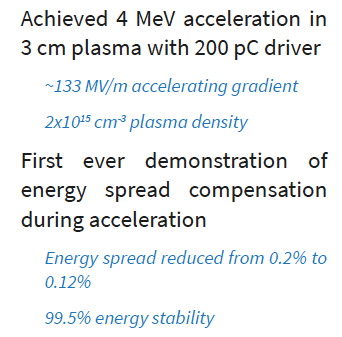 Achieved 4 MeV acceleration in
3 cm plasma with 200 pC driver
~133 MV/m accelerating gradient
2x10¹⁵ cm⁻³ plasma density
First ever demonstration of
energy spread compensation
during acceleration
Energy spread reduced from 0.2% to
0.12%
99.5% energy stability